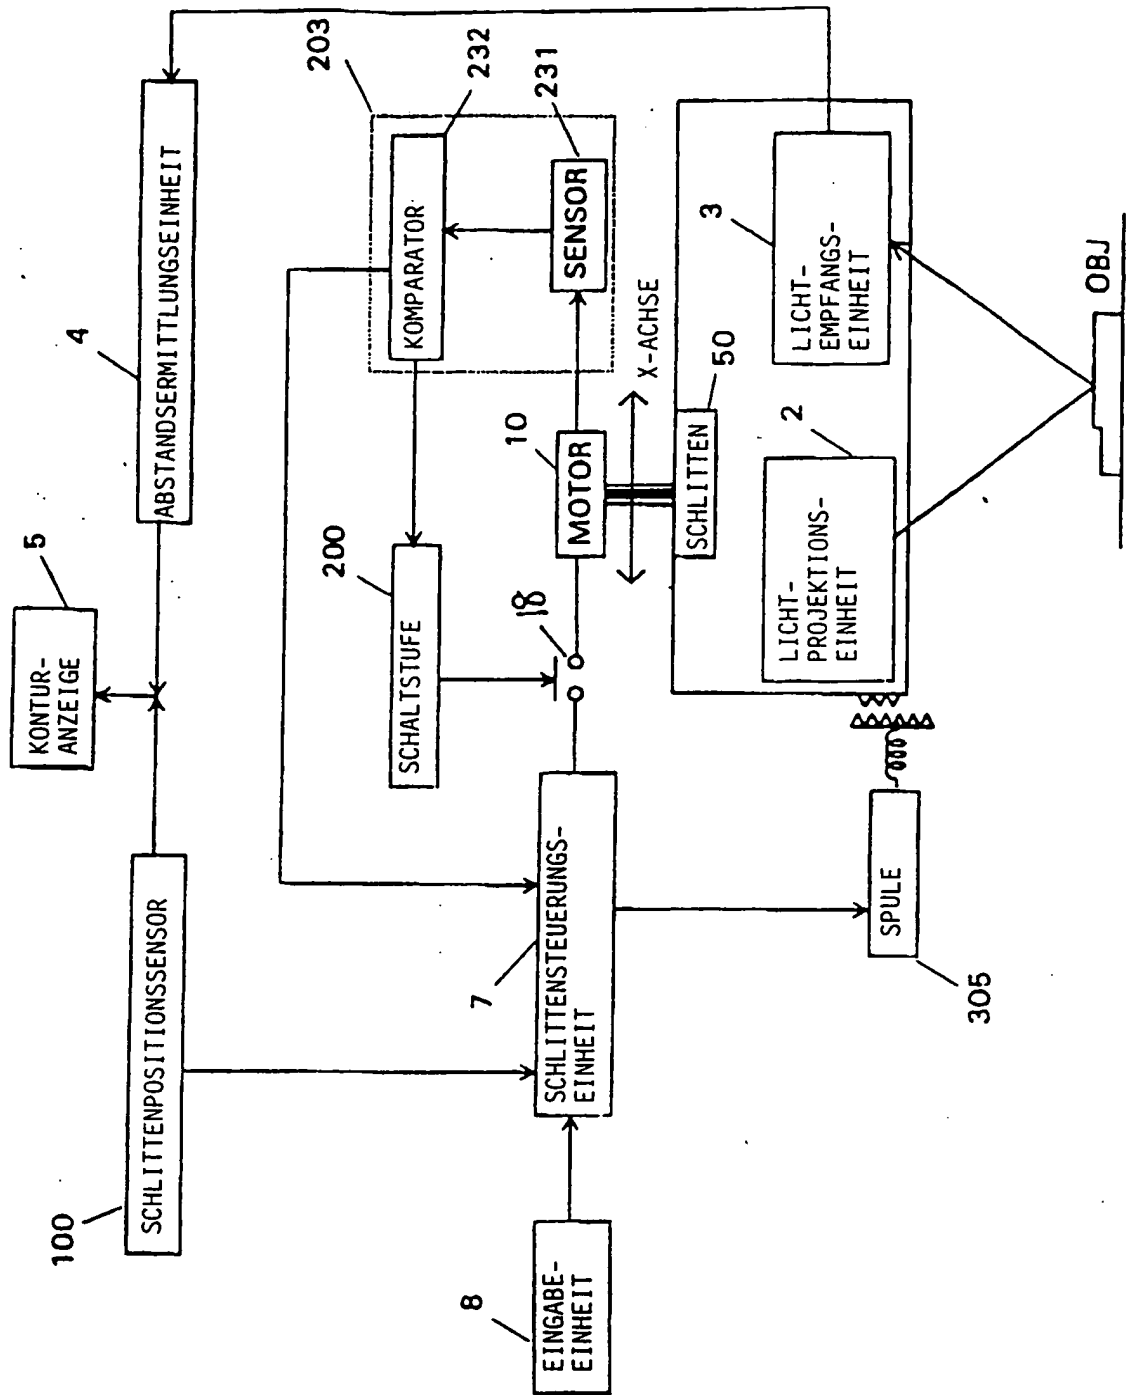 5
KONTUR-
ANZEIGE
4
ABSTANDSERMITTLUNGSEINHEIT
100
SCHLITTENPOSITIONSSENSOR
203
232
KOMPARATOR
200
SCHALTSTUFE
231
SENSOR
10
MOTOR
18
X-ACHSE
8
EINGABE-
EINHEIT
7
SCHLITTENSTEUERUNGS-
EINHEIT
50
SCHLITTEN
3
LICHT-
EMPFANGS-
EINHEIT
2
LICHT-
PROJEKTIONS-
EINHEIT
SPULE
305
OBJ